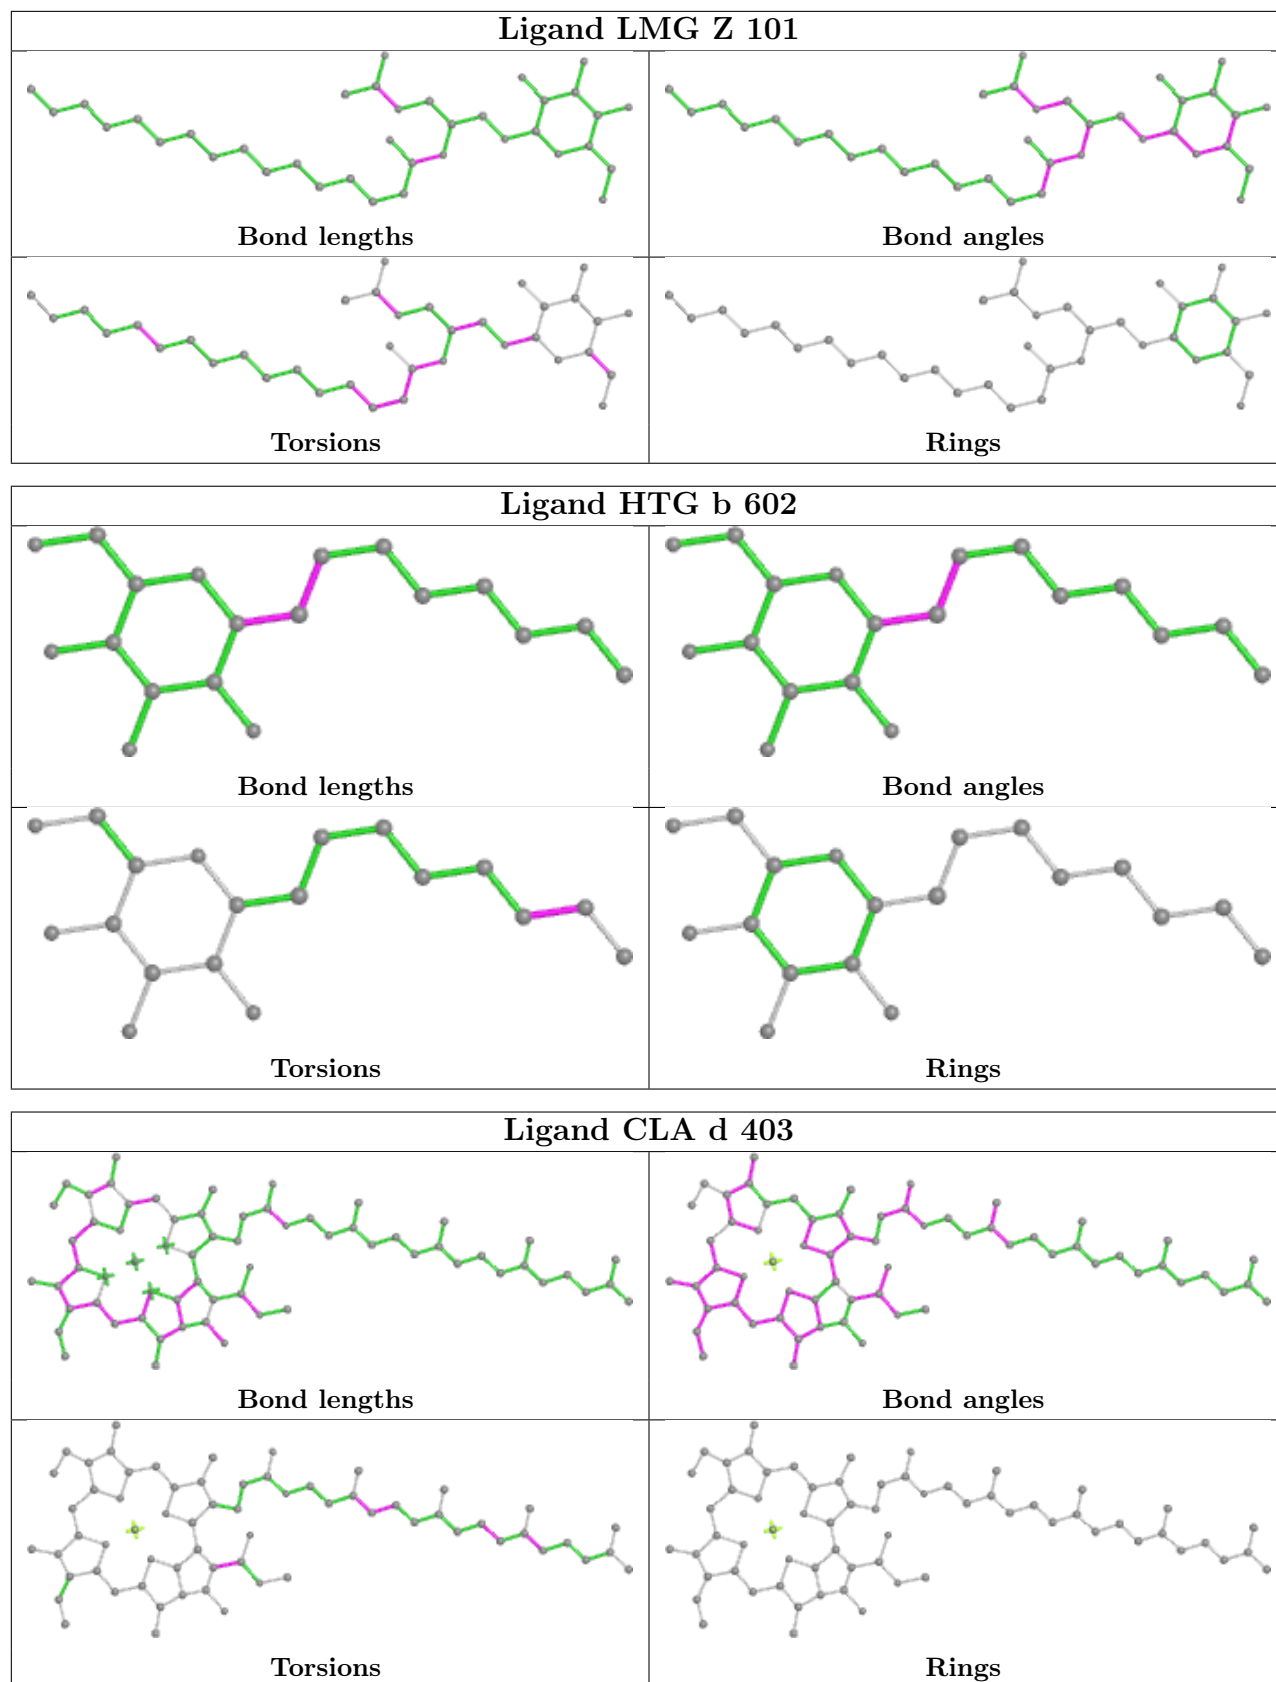 Ligand LMG Z 101
Bond lengths
Bond angles
Torsions
Rings
Ligand HTG b 602
Bond lengths
Bond angles
Torsions
Rings
Ligand CLA d 403
Bond lengths
Bond angles
Torsions
Rings